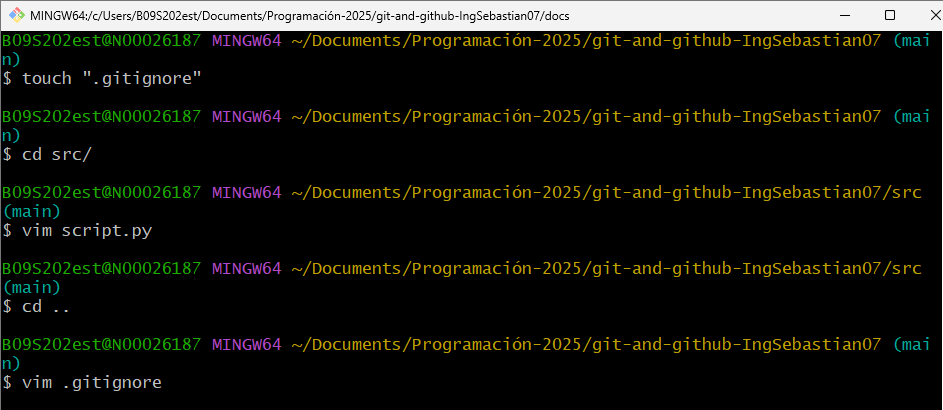 MINGW64:/c/Users/B09S202est/Documents/Programación-2025/git-and-github-IngSebastian07/docs
B09S202est@N00026187 MINGW64 ~/Documents/Programación-2025/git-and-github-IngSebastian07 (mai
n)
$ touch ".gitignore"
B09S202est@N00026187 MINGW64 ~/Documents/Programación-2025/git-and-github-IngSebastian07 (mai
n)
$ cd src/
B09S202est@N00026187 MINGW64 ~/Documents/Programación-2025/git-and-github-IngSebastian07/src
(main)
$ vim script.py
B09S202est@N00026187 MINGW64 ~/Documents/Programación-2025/git-and-github-IngSebastian07/src
(main)
$ cd ..
B09S202est@N00026187 MINGW64 ~/Documents/Programación-2025/git-and-github-IngSebastian07 (mai
n)
$ vim .gitignore